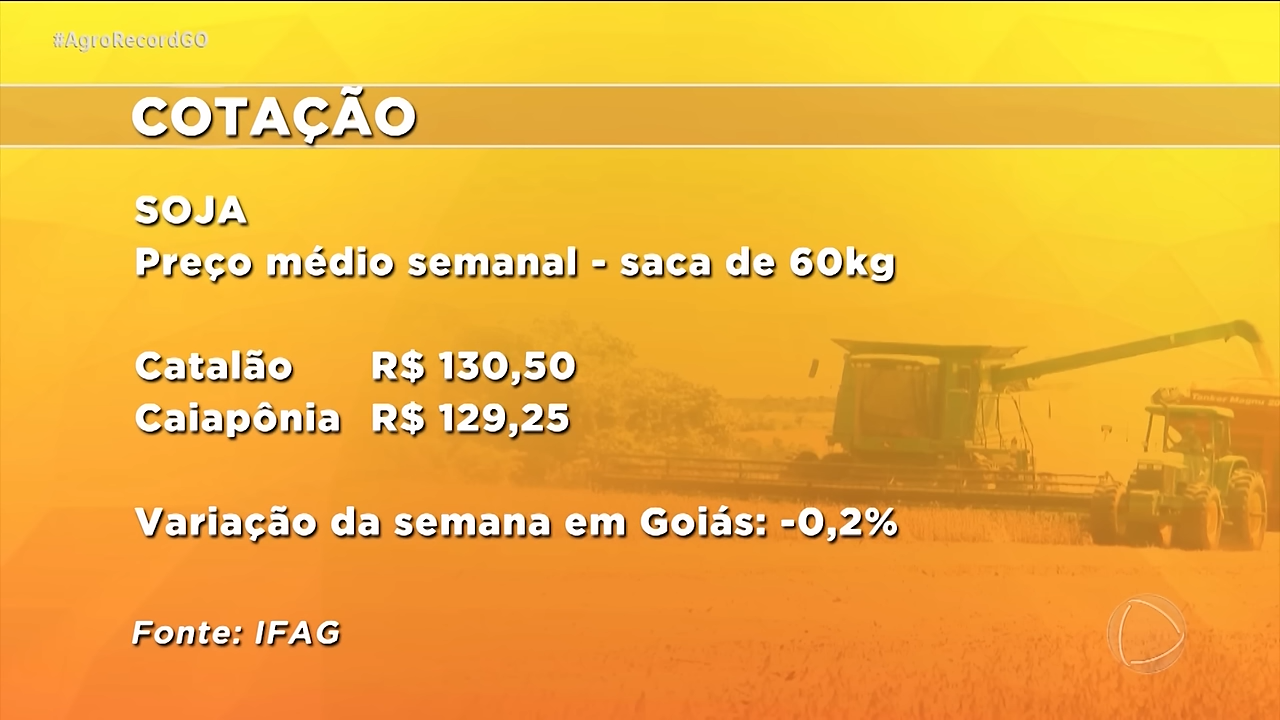 #AgroRecordGO
COTAÇÃO
SOJA
Preço médio semanal - saca de 60kg
Catalão R$ 130,50
Caiapônia R$ 129,25
Variação da semana em Goiás: -0,2%
Fonte: IFAG